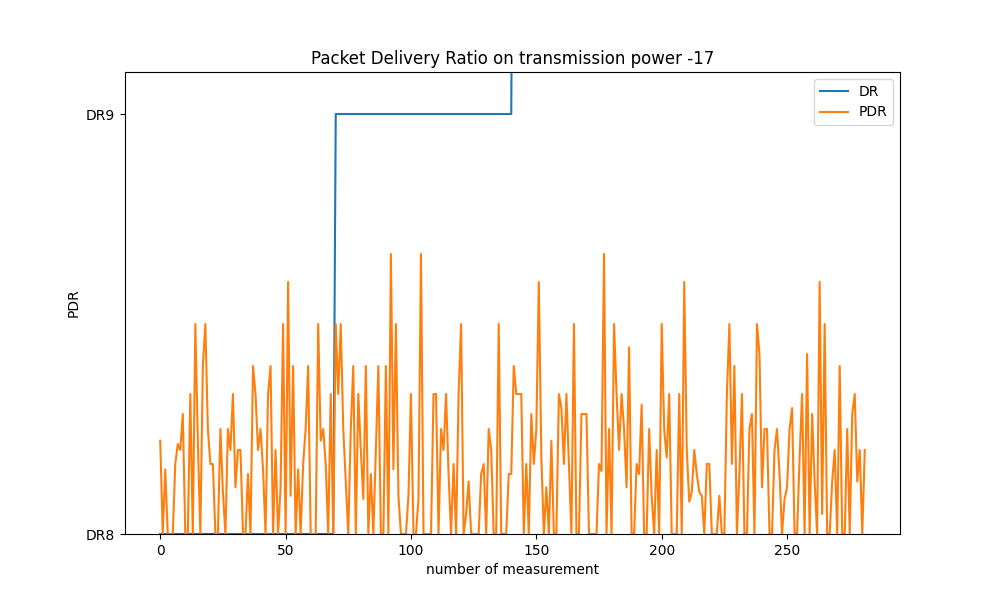 Packet Delivery Ratio on transmission power -17
DR
PDR
DR9
PDR
DR8
0 50 100 150 200 250
number of measurement